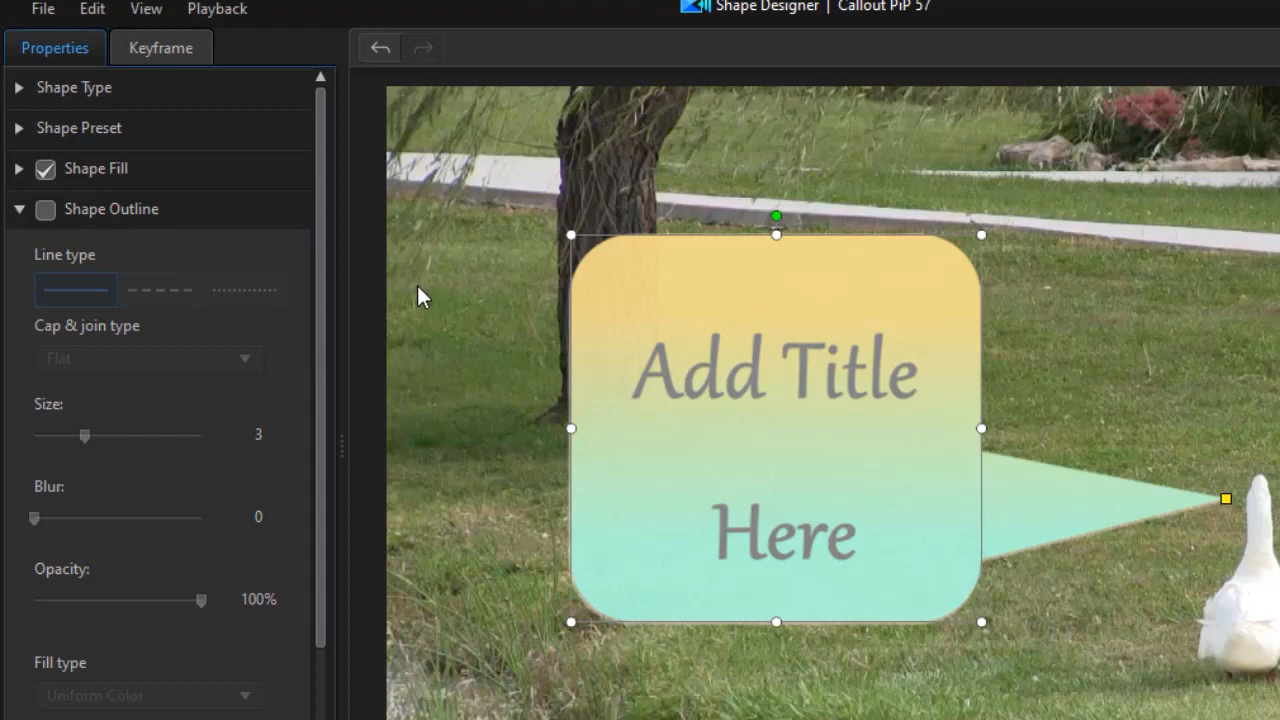 File Edit View Playback
Shape Designer | Callout PiP 57
Properties Keyframe
Shape Type
Shape Preset
Shape Fill
Shape Outline
Line type
Cap & join type
Flat
Size:
3
Blur:
0
Opacity:
100%
Fill type
Uniform Color
Add Title
Here